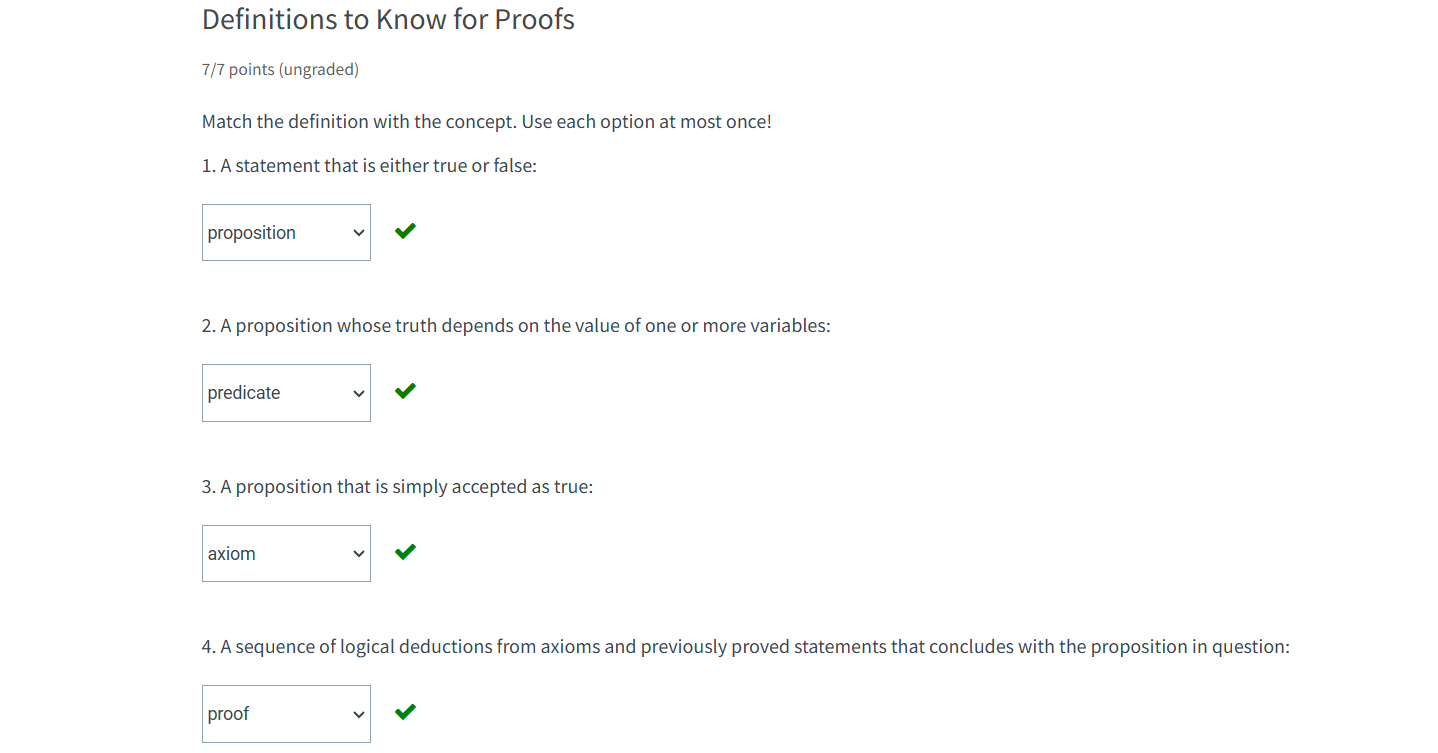 Definitions to Know for Proofs
7/7 points (ungraded)
Match the definition with the concept. Use each option at most once!
1. A statement that is either true or false:
proposition
2. A proposition whose truth depends on the value of one or more variables:
predicate
3. A proposition that is simply accepted as true:
axiom
4. A sequence of logical deductions from axioms and previously proved statements that concludes with the proposition in question:
proof